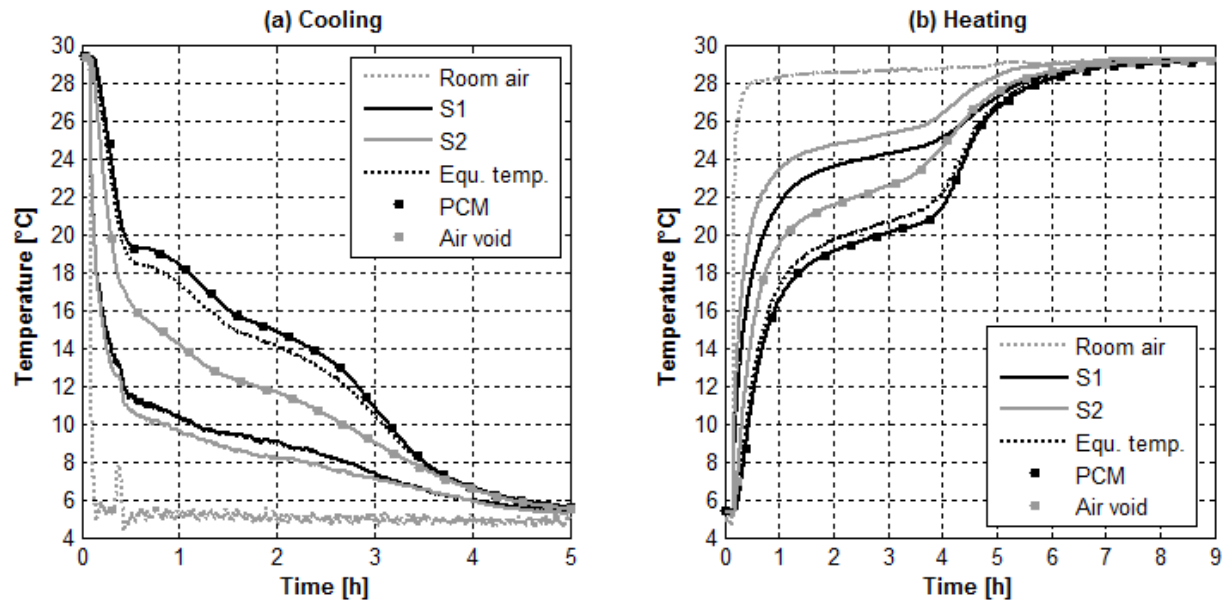 (a) Cooling
30
28
26
24
22
20
18
16
14
12
10
8
6
4
Temperature [°C]
0 1 2 3 4 5
Time [h]
Room air
S1
S2
Equ. temp.
PCM
Air void
(b) Heating
30
28
26
24
22
20
18
16
14
12
10
8
6
4
Temperature [°C]
0 1 2 3 4 5 6 7 8 9
Time [h]
Room air
S1
S2
Equ. temp.
PCM
Air void